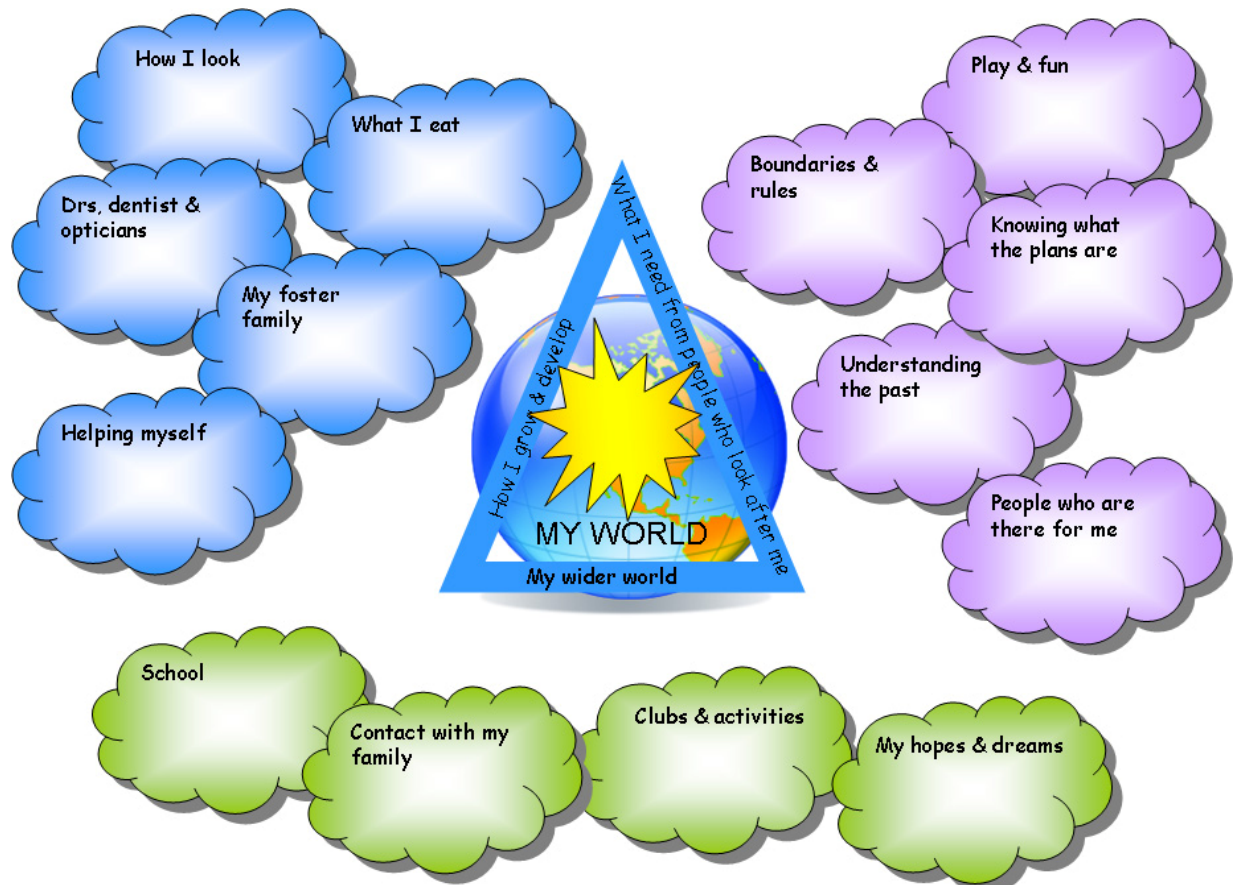 How I look
What I eat
Drs, dentist &
opticians
My foster
family
Helping myself
Play & fun
Boundaries &
rules
Knowing what
the plans are
Understanding
the past
People who are
there for me
How I grow & develop
What I need from people who look after me
MY WORLD
My wider world
School
Contact with my
family
Clubs & activities
My hopes & dreams